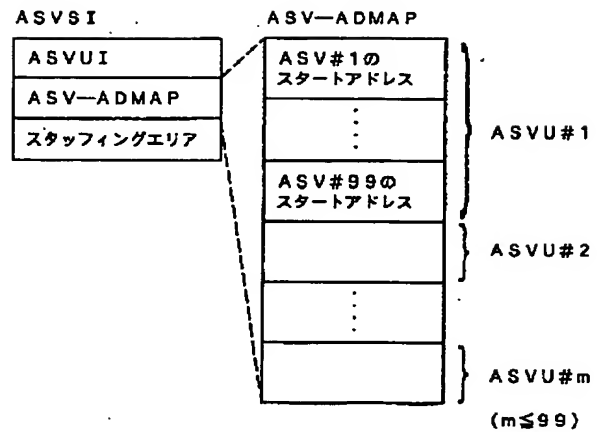 ASVSI
ASVUI
ASV—ADMAP
スタッフィングエリア
ASV—ADMAP
ASV#1の
スタートアドレス
ASV#99の
スタートアドレス
ASVU#1
ASVU#2
ASVU#m
(m≦99)